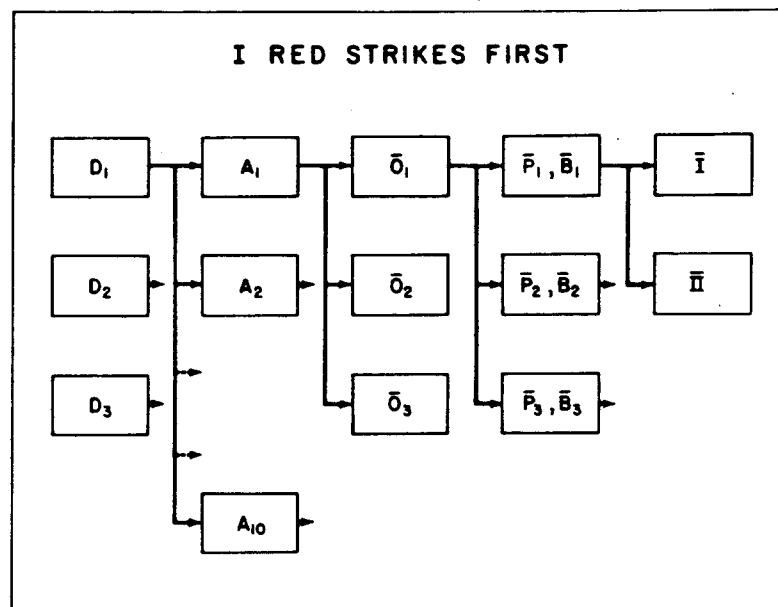 I RED STRIKES FIRST
D₁ A₁ Ō₁ P̄₁, B̄₁ Ī
D₂ A₂ Ō₂ P̄₂, B̄₂ ĪĪ
D₃ Ō₃ P̄₃, B̄₃
A₁₀